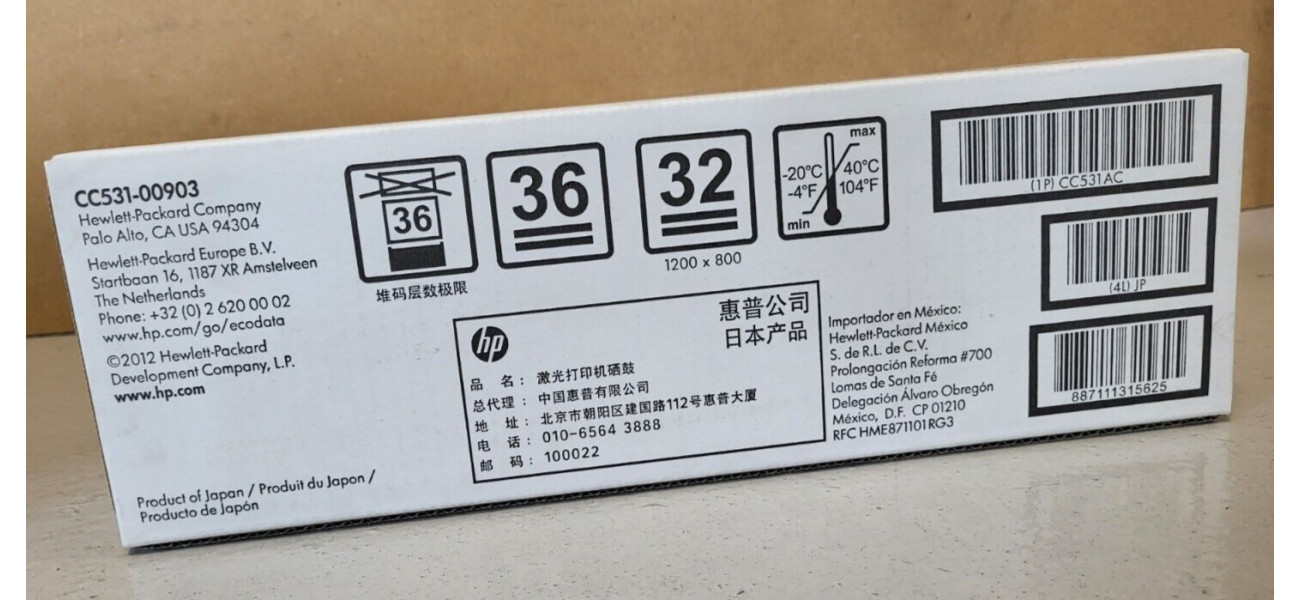 CC531-00903
Hewlett-Packard Company
Palo Alto, CA USA 94304
Hewlett-Packard Europe B.V.
Startbaan 16, 1187 XR Amstelveen
The Netherlands
Phone: +32 (0) 2 620 00 02
www.hp.com/go/ecodata
©2012 Hewlett-Packard
Development Company, L.P.
www.hp.com
Product of Japan / Produit du Japon /
Producto de Japón
36
堆码层数极限
36
32
1200 x 800
max
-20°C 40°C
-4°F 104°F
min
hp
惠普公司
日本产品
品 名: 激光打印机硒鼓
总代理: 中国惠普有限公司
地 址: 北京市朝阳区建国路112号惠普大厦
电 话: 010-6564 3888
邮 码: 100022
Importador en México:
Hewlett-Packard México
S. de R.L. de C.V.
Prolongación Reforma #700
Lomas de Santa Fé
Delegación Álvaro Obregón
México, D.F. CP 01210
RFC HME871101RG3
(1P) CC531AC
(4L) JP
887111315625